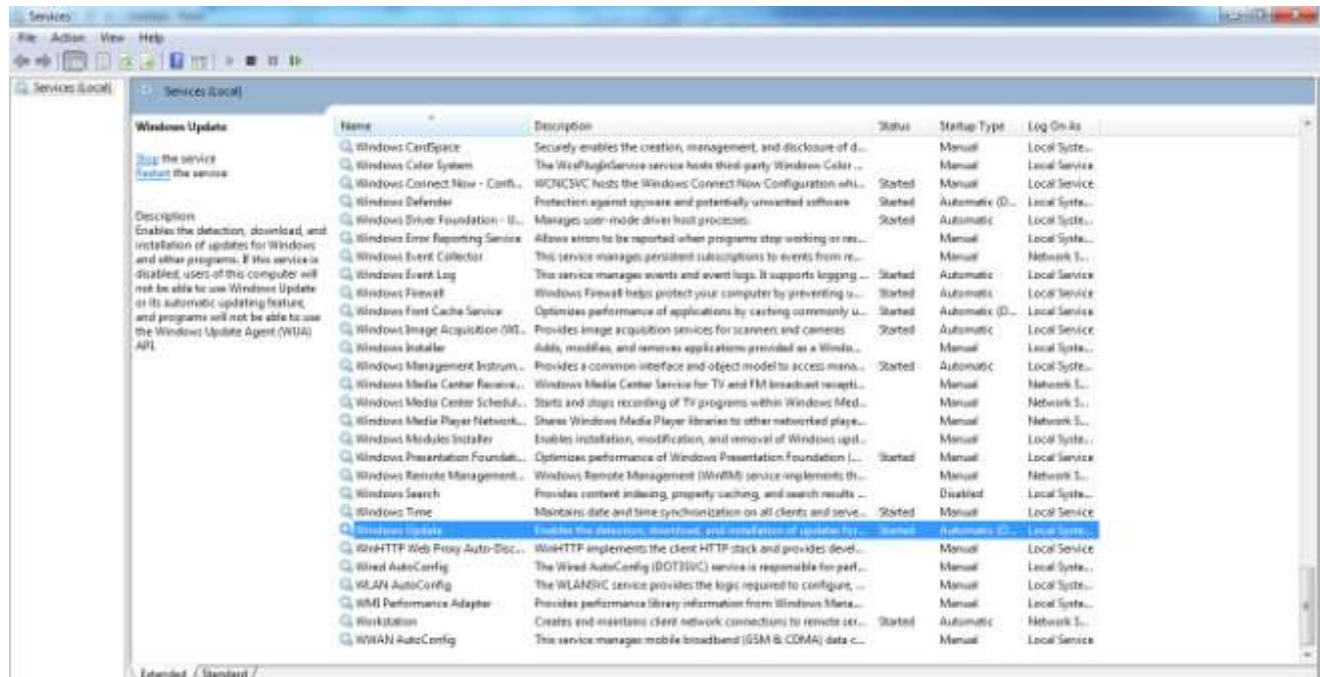 Services
File Action View Help
Services (Local)
Services (Local)
Windows Update
Stop the service
Restart the service
Description:
Enables the detection, download, and
installation of updates for Windows
and other programs. If this service is
disabled, users of this computer will
not be able to use Windows Update
or its automatic updating feature,
and programs will not be able to use
the Windows Update Agent (WUA)
API.
Name Description Status Startup Type Log On As
Windows CardSpace Securely enables the creation, management, and disclosure of d... Manual Local Syste...
Windows Color System The WcsPlugInService service hosts third-party Windows Color ... Manual Local Service
Windows Connect Now - Confi... WCNCSVC hosts the Windows Connect Now Configuration whi... Started Manual Local Service
Windows Defender Protection against spyware and potentially unwanted software Started Automatic (D... Local Syste...
Windows Driver Foundation - U... Manages user-mode driver host processes. Started Automatic Local Syste...
Windows Error Reporting Service Allows errors to be reported when programs stop working or res... Manual Local Syste...
Windows Event Collector This service manages persistent subscriptions to events from re... Manual Network S...
Windows Event Log This service manages events and event logs. It supports logging ... Started Automatic Local Service
Windows Firewall Windows Firewall helps protect your computer by preventing u... Started Automatic Local Service
Windows Font Cache Service Optimizes performance of applications by caching commonly u... Started Automatic (D... Local Service
Windows Image Acquisition (WI... Provides image acquisition services for scanners and cameras Started Automatic Local Service
Windows Installer Adds, modifies, and removes applications provided as a Windo... Manual Local Syste...
Windows Management Instrum... Provides a common interface and object model to access mana... Started Automatic Local Syste...
Windows Media Center Receive... Windows Media Center Service for TV and FM broadcast recepti... Manual Network S...
Windows Media Center Schedul... Starts and stops recording of TV programs within Windows Med... Manual Network S...
Windows Media Player Network... Shares Windows Media Player libraries to other networked playe... Manual Network S...
Windows Modules Installer Enables installation, modification, and removal of Windows upd... Manual Local Syste...
Windows Presentation Foundati... Optimizes performance of Windows Presentation Foundation (... Started Manual Local Service
Windows Remote Management... Windows Remote Management (WinRM) service implements th... Manual Network S...
Windows Search Provides content indexing, property caching, and search results ... Disabled Local Syste...
Windows Time Maintains date and time synchronization on all clients and serve... Started Manual Local Service
Windows Update Enables the detection, download, and installation of updates for... Started Automatic (D... Local Syste...
WinHTTP Web Proxy Auto-Disc... WinHTTP implements the client HTTP stack and provides devel... Manual Local Service
Wired AutoConfig The Wired AutoConfig (DOT3SVC) service is responsible for perf... Manual Local Syste...
WLAN AutoConfig The WLANSVC service provides the logic required to configure, ... Manual Local Syste...
WMI Performance Adapter Provides performance library information from Windows Mana... Manual Local Syste...
Workstation Creates and maintains client network connections to remote ser... Started Automatic Network S...
WWAN AutoConfig This service manages mobile broadband (GSM & CDMA) data c... Manual Local Service
Extended Standard